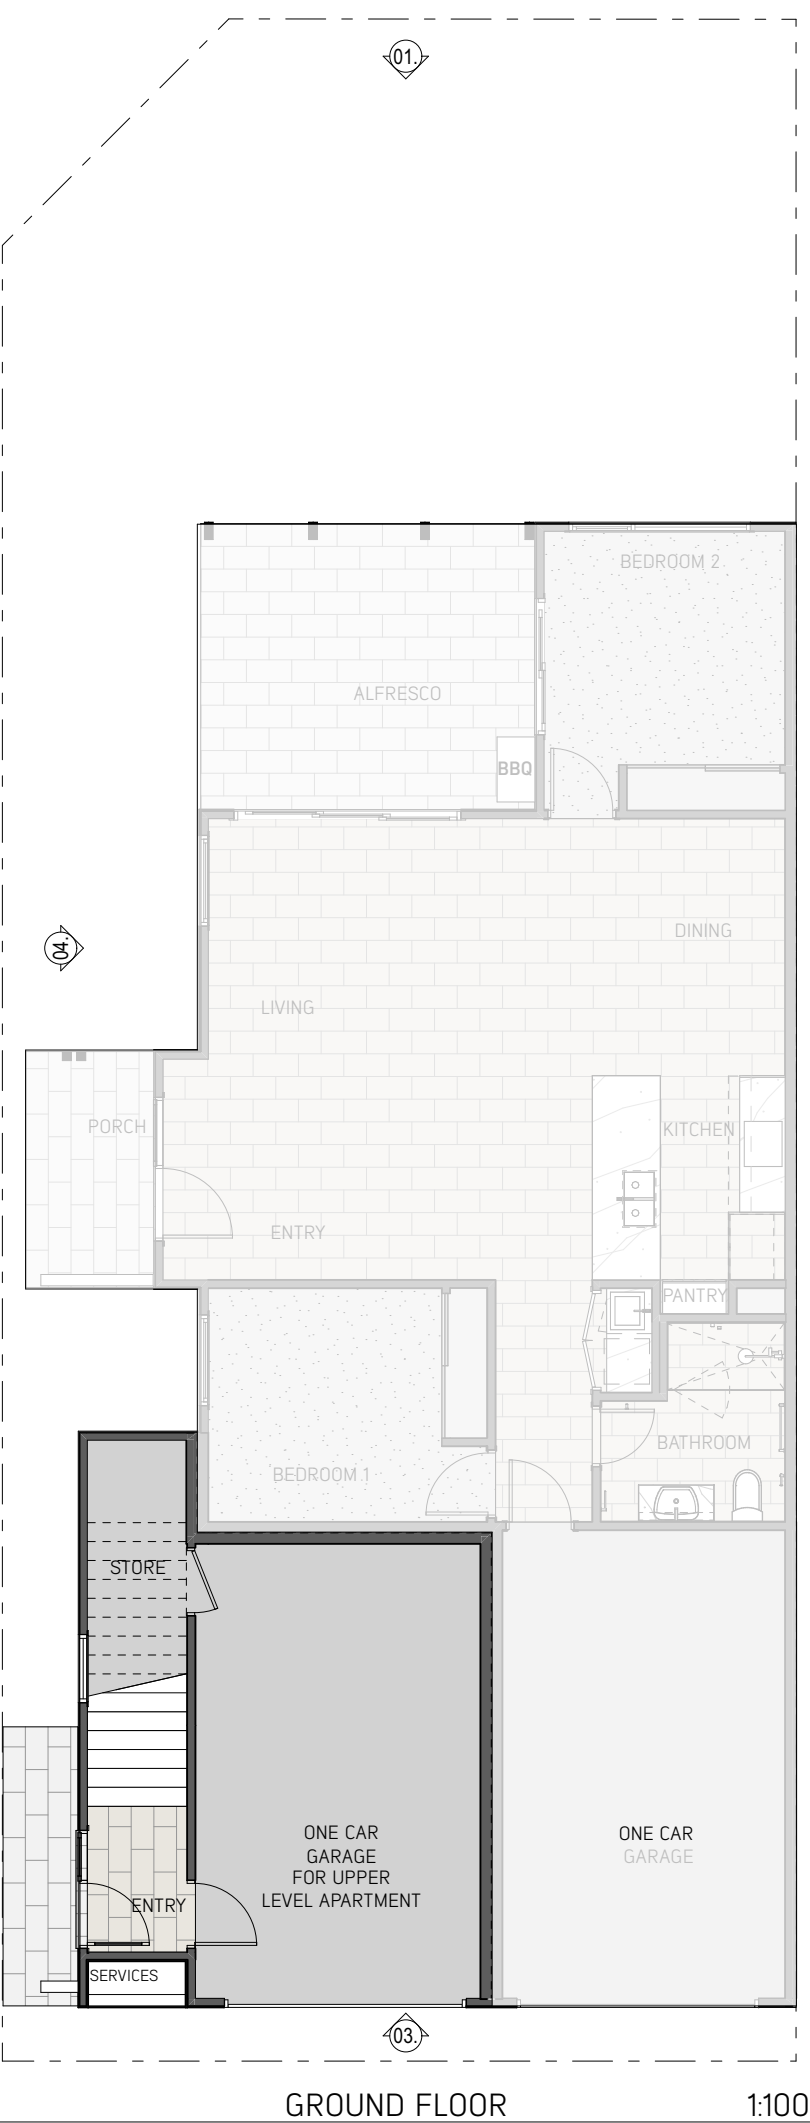 01.
BEDROOM 2
ALFRESCO
BBQ
DINING
04.
LIVING
PORCH
KITCHEN
ENTRY
PANTRY
BATHROOM
BEDROOM 1
STORE
ONE CAR
GARAGE
FOR UPPER
LEVEL APARTMENT
ONE CAR
GARAGE
ENTRY
SERVICES
03.
GROUND FLOOR
1:100